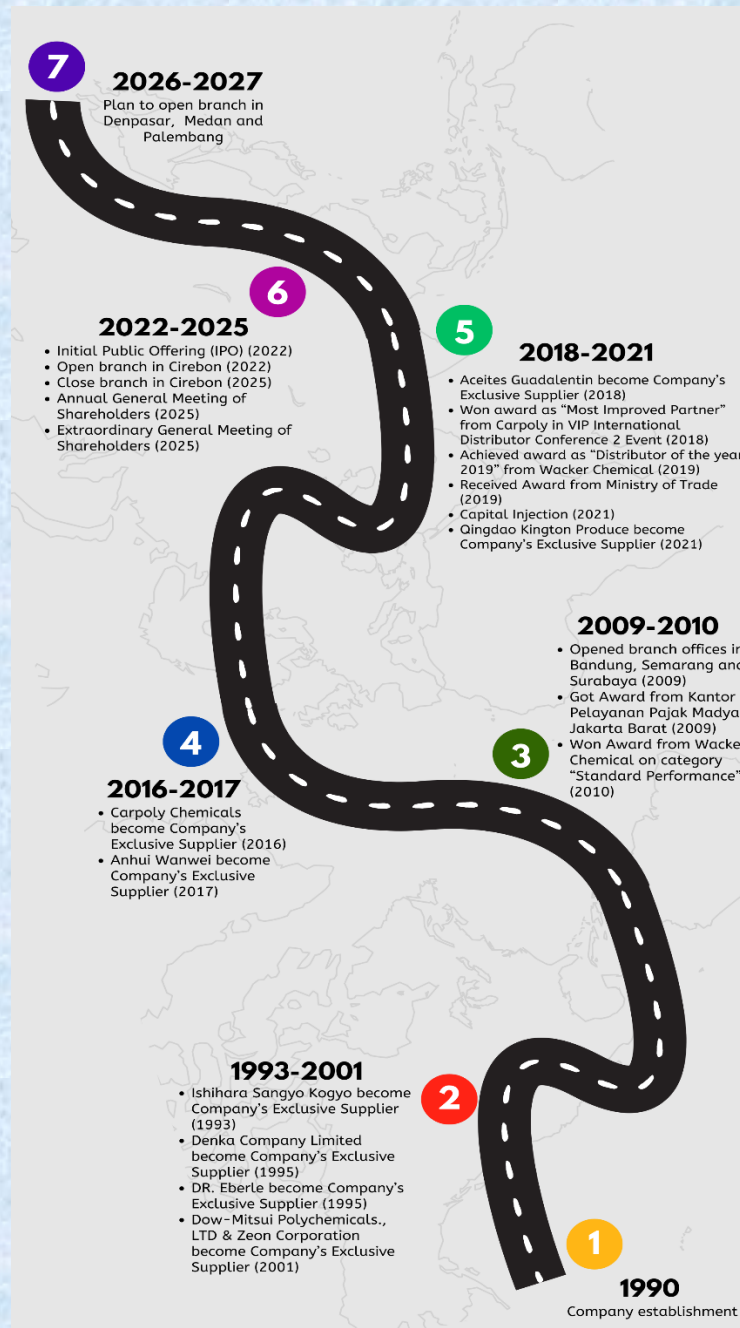 7
2026-2027
Plan to open branch in
Denpasar, Medan and
Palembang
6
2022-2025
• Initial Public Offering (IPO) (2022)
• Open branch in Cirebon (2022)
• Close branch in Cirebon (2025)
• Annual General Meeting of
Shareholders (2025)
• Extraordinary General Meeting of
Shareholders (2025)
5
2018-2021
• Aceites Guadalentin become Company's
Exclusive Supplier (2018)
• Won award as “Most Improved Partner”
from Carpoly in VIP International
Distributor Conference 2 Event (2018)
• Achieved award as “Distributor of the year
2019” from Wacker Chemical (2019)
• Received Award from Ministry of Trade
(2019)
• Capital Injection (2021)
• Qingdao Kington Produce become
Company's Exclusive Supplier (2021)
2009-2010
• Opened branch offices in
Bandung, Semarang and
Surabaya (2009)
• Got Award from Kantor
Pelayanan Pajak Madya
Jakarta Barat (2009)
• Won Award from Wacke
Chemical on category
“Standard Performance”
(2010)
3
4
2016-2017
• Carpoly Chemicals
become Company's
Exclusive Supplier (2016)
• Anhui Wanwei become
Company's Exclusive
Supplier (2017)
1993-2001
• Ishihara Sangyo Kogyo become
Company's Exclusive Supplier
(1993)
• Denka Company Limited
become Company's Exclusive
Supplier (1995)
• DR. Eberle become Company's
Exclusive Supplier (1995)
• Dow-Mitsui Polychemicals.,
LTD & Zeon Corporation
become Company's Exclusive
Supplier (2001)
2
1
1990
Company establishment